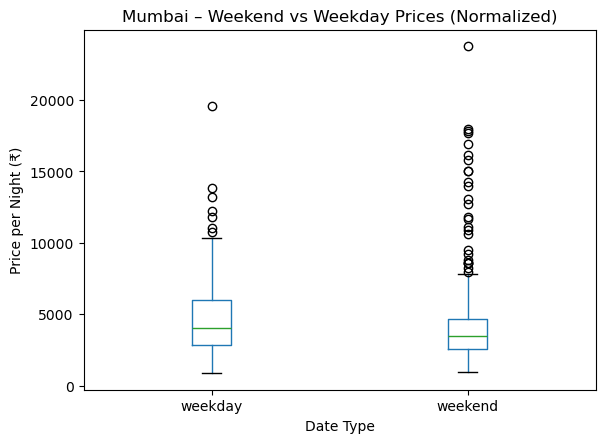 Mumbai – Weekend vs Weekday Prices (Normalized)
Price per Night (₹)
20000
15000
10000
5000
0
weekday weekend
Date Type